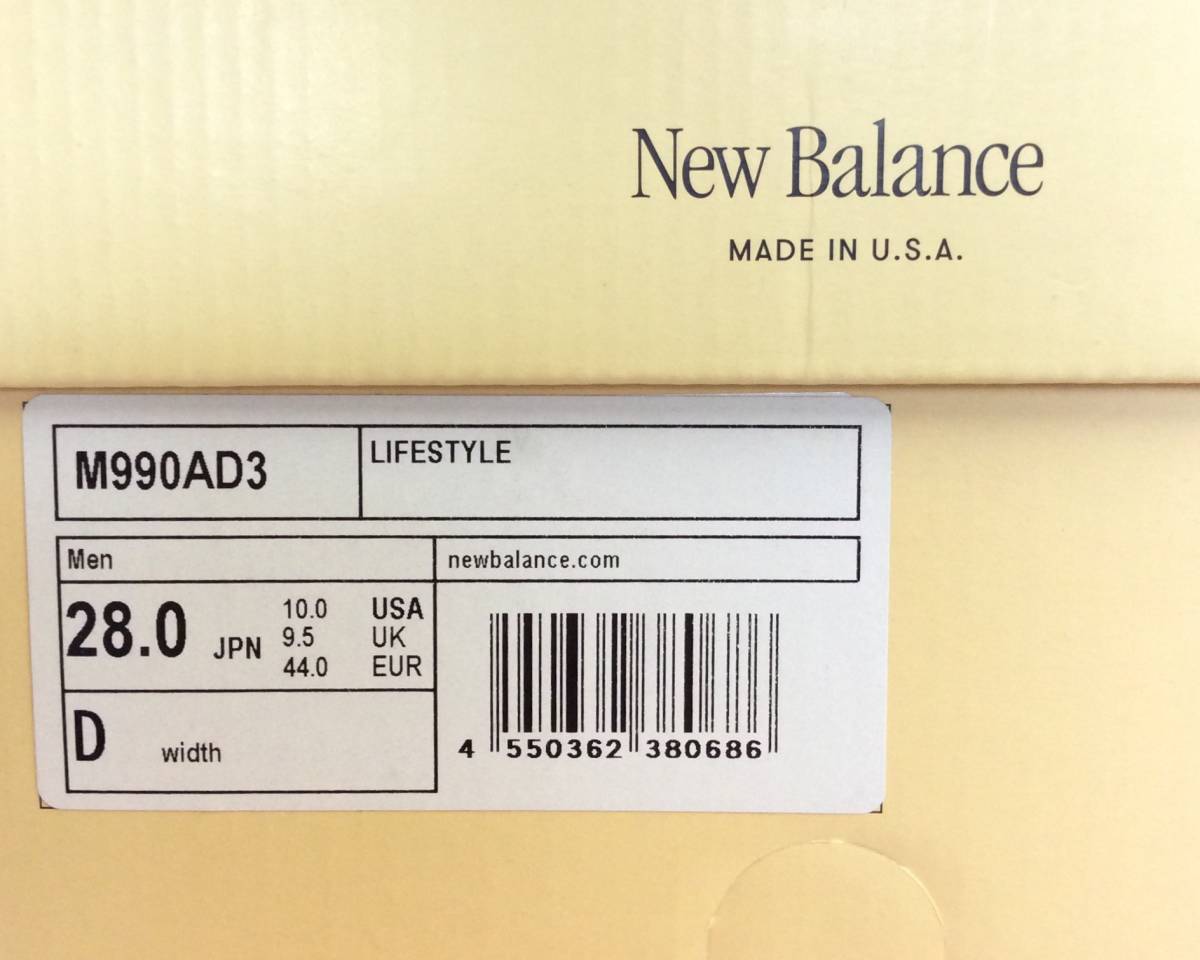 New Balance
MADE IN U.S.A.
M990AD3
LIFESTYLE
Men
newbalance.com
28.0 JPN
10.0 USA
9.5 UK
44.0 EUR
D width
4 550362 380686